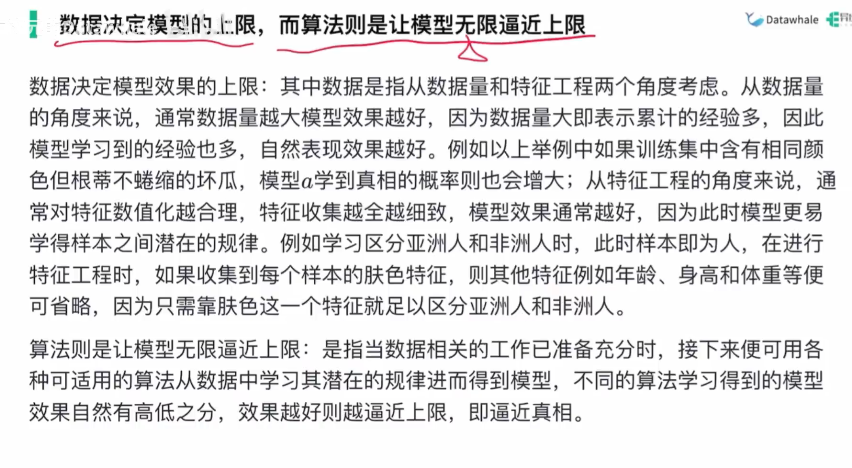 数据决定模型的上限，而算法则是让模型无限逼近上限
Datawhale
数据决定模型效果的上限：其中数据是指从数据量和特征工程两个角度考虑。从数据量
的角度来说，通常数据量越大模型效果越好，因为数据量大即表示累计的经验多，因此
模型学习到的经验也多，自然表现效果越好。例如以上举例中如果训练集中含有相同颜
色但根蒂不蜷缩的坏瓜，模型a学到真相的概率则也会增大；从特征工程的角度来说，通
常对特征数值化越合理，特征收集越全越细致，模型效果通常越好，因为此时模型更易
学得样本之间潜在的规律。例如学习区分亚洲人和非洲人时，此时样本即为人，在进行
特征工程时，如果收集到每个样本的肤色特征，则其他特征例如年龄、身高和体重等便
可省略，因为只需靠肤色这一个特征就足以区分亚洲人和非洲人。
算法则是让模型无限逼近上限：是指当数据相关的工作已准备充分时，接下来便可用各
种可适用的算法从数据中学习其潜在的规律进而得到模型，不同的算法学习得到的模型
效果自然有高低之分，效果越好则越逼近上限，即逼近真相。